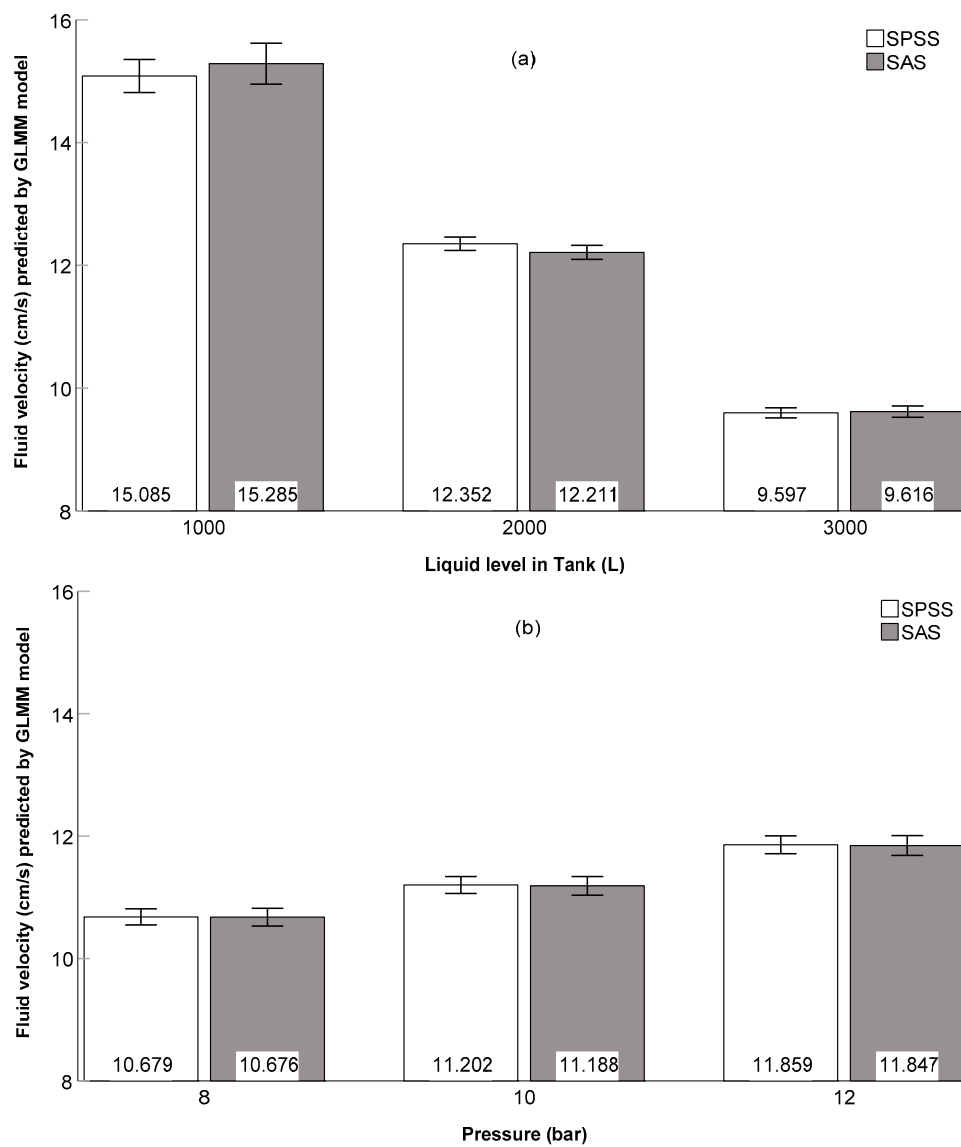 16
(a)
SPSS
SAS
14
12
10
8
Fluid velocity (cm/s) predicted by GLMM model
15.085 15.285 12.352 12.211 9.597 9.616
1000 2000 3000
Liquid level in Tank (L)
16
(b)
SPSS
SAS
14
12
10
8
Fluid velocity (cm/s) predicted by GLMM model
10.679 10.676 11.202 11.188 11.859 11.847
8 10 12
Pressure (bar)